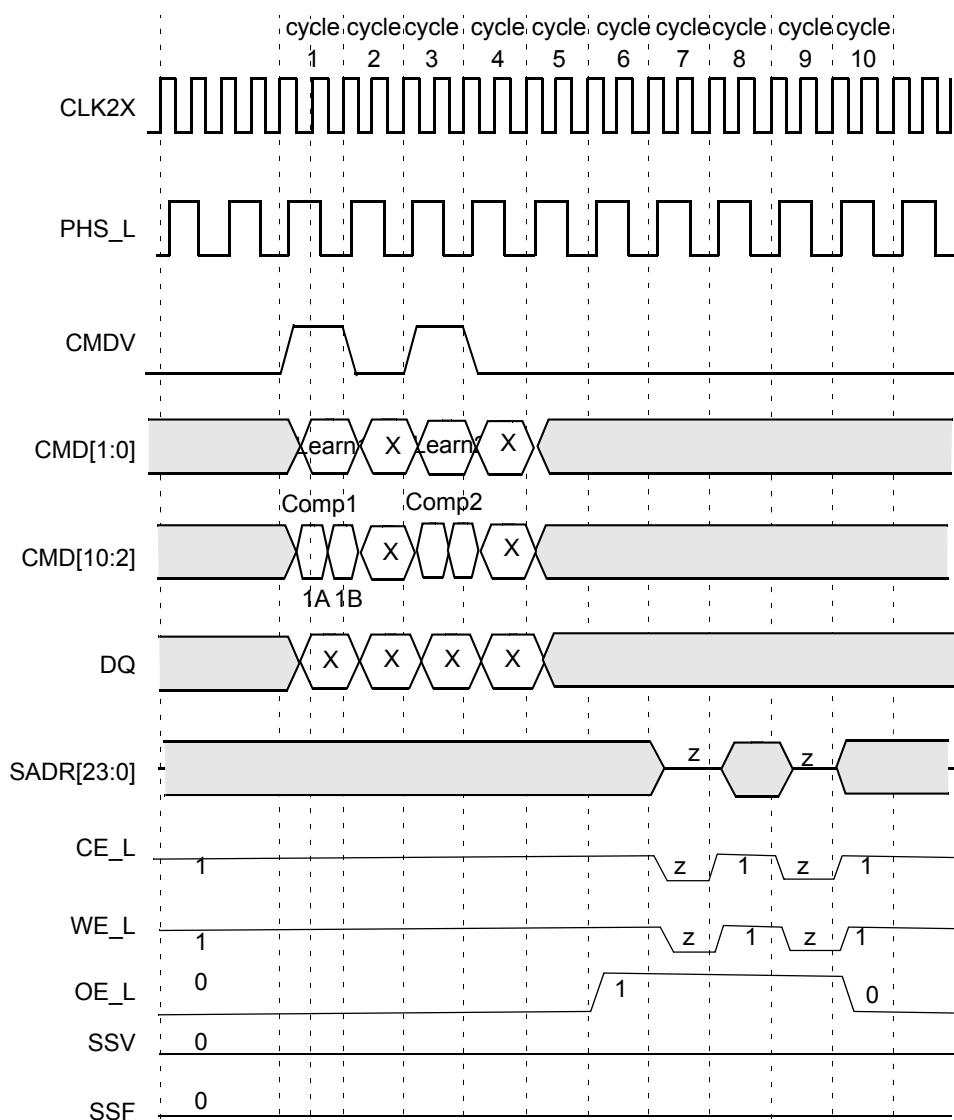 cycle cycle cycle cycle cycle cycle cycle cycle cycle cycle
1 2 3 4 5 6 7 8 9 10
CLK2X
PHS_L
CMDV
CMD[1:0] Learn X Learn X
Comp1 Comp2
CMD[10:2] X X
1A 1B
DQ X X X X
SADR[23:0] z z
CE_L 1 z 1 z 1
WE_L 1 z 1 z 1
OE_L 0 1 0
SSV 0
SSF 0